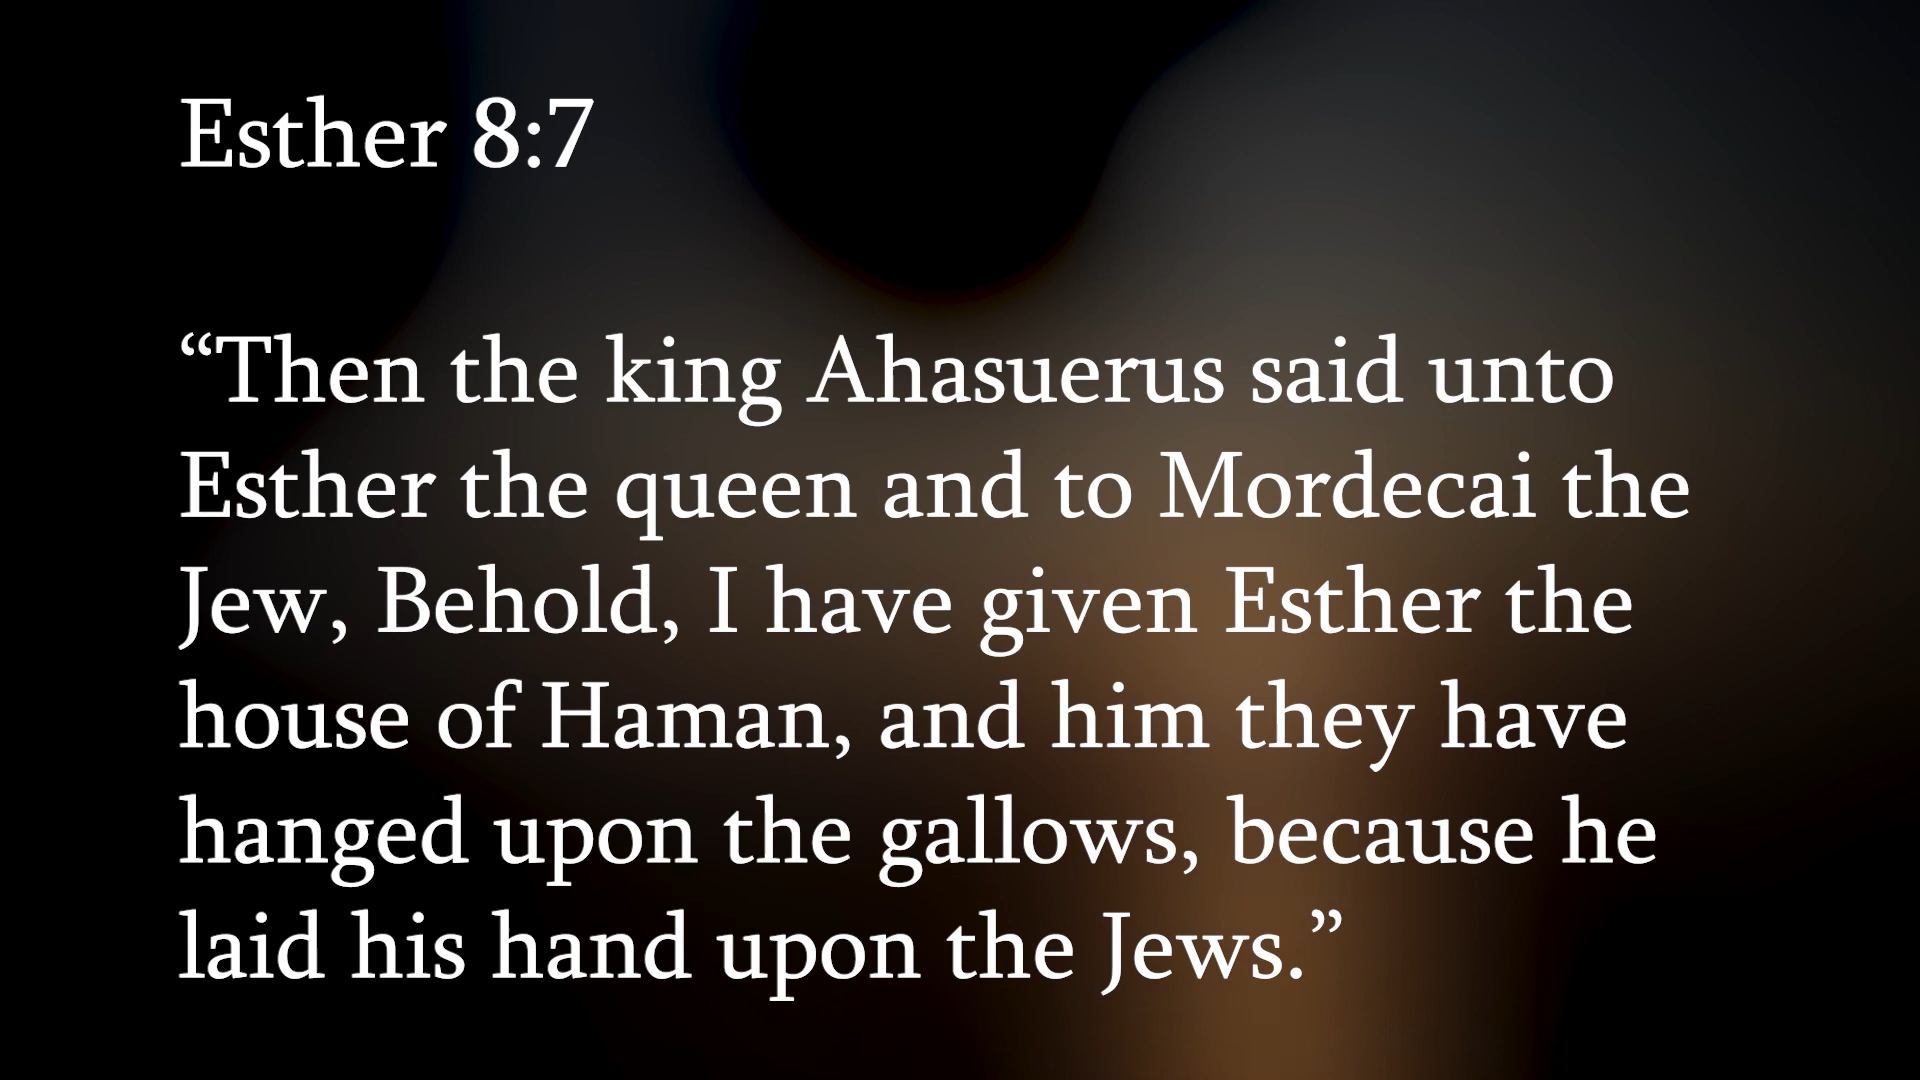 Esther 8:7
“Then the king Ahasuerus said unto
Esther the queen and to Mordecai the
Jew, Behold, I have given Esther the
house of Haman, and him they have
hanged upon the gallows, because he
laid his hand upon the Jews.”